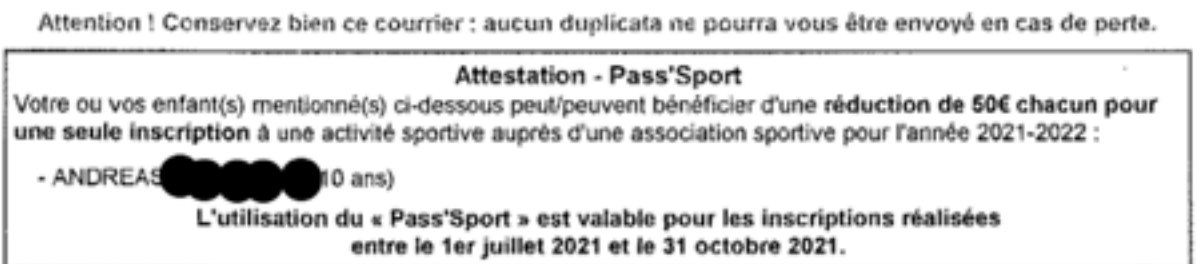 Attention ! Conservez bien ce courrier : aucun duplicata ne pourra vous être envoyé en cas de perte.
Attestation - Pass'Sport
Votre ou vos enfant(s) mentionné(s) ci-dessous peut/peuvent bénéficier d'une réduction de 50€ chacun pour
une seule inscription à une activité sportive auprès d'une association sportive pour l'année 2021-2022 :
- ANDREAS 10 ans)
L'utilisation du « Pass'Sport » est valable pour les inscriptions réalisées
entre le 1er juillet 2021 et le 31 octobre 2021.